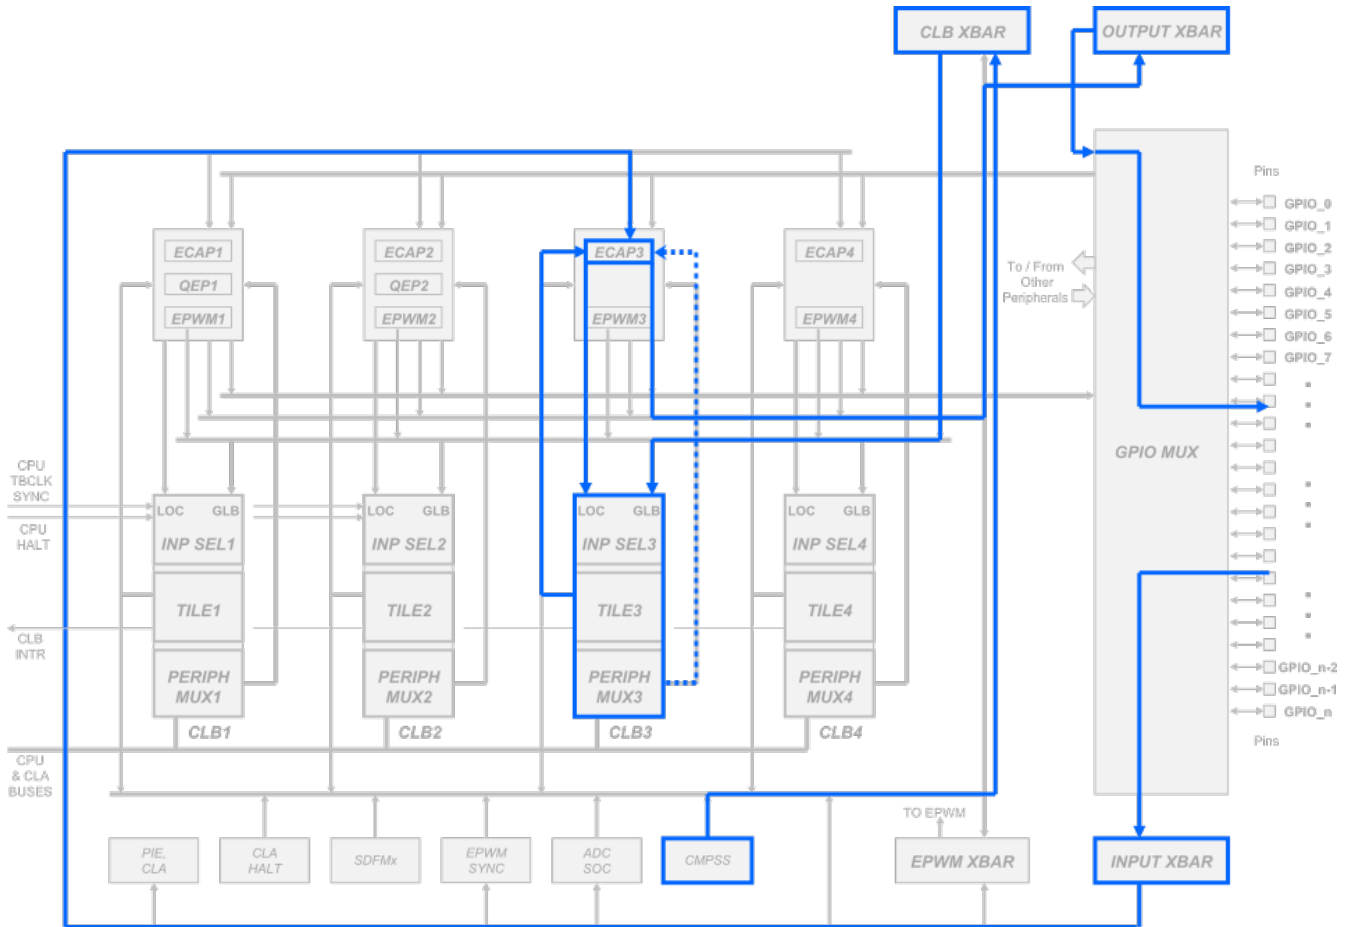 CLB XBAR
OUTPUT XBAR
Pins
GPIO_0
GPIO_1
GPIO_2
GPIO_3
GPIO_4
GPIO_5
GPIO_6
GPIO_7
To / From
Other
Peripherals
ECAP1
QEP1
EPWM1
ECAP2
QEP2
EPWM2
ECAP3
EPWM3
ECAP4
EPWM4
GPIO MUX
CPU
TBCLK
SYNC
CPU
HALT
LOC GLB
INP SEL1
LOC GLB
INP SEL2
LOC GLB
INP SEL3
LOC GLB
INP SEL4
TILE1
TILE2
TILE3
TILE4
CLB
INTR
PERIPH
MUX1
PERIPH
MUX2
PERIPH
MUX3
PERIPH
MUX4
CLB1
CLB2
CLB3
CLB4
GPIO_n-2
GPIO_n-1
GPIO_n
Pins
CPU
& CLA
BUSES
TO EPWM
PIE,
CLA
CLA
HALT
SDFMx
EPWM
SYNC
ADC
SOC
CMPSS
EPWM XBAR
INPUT XBAR